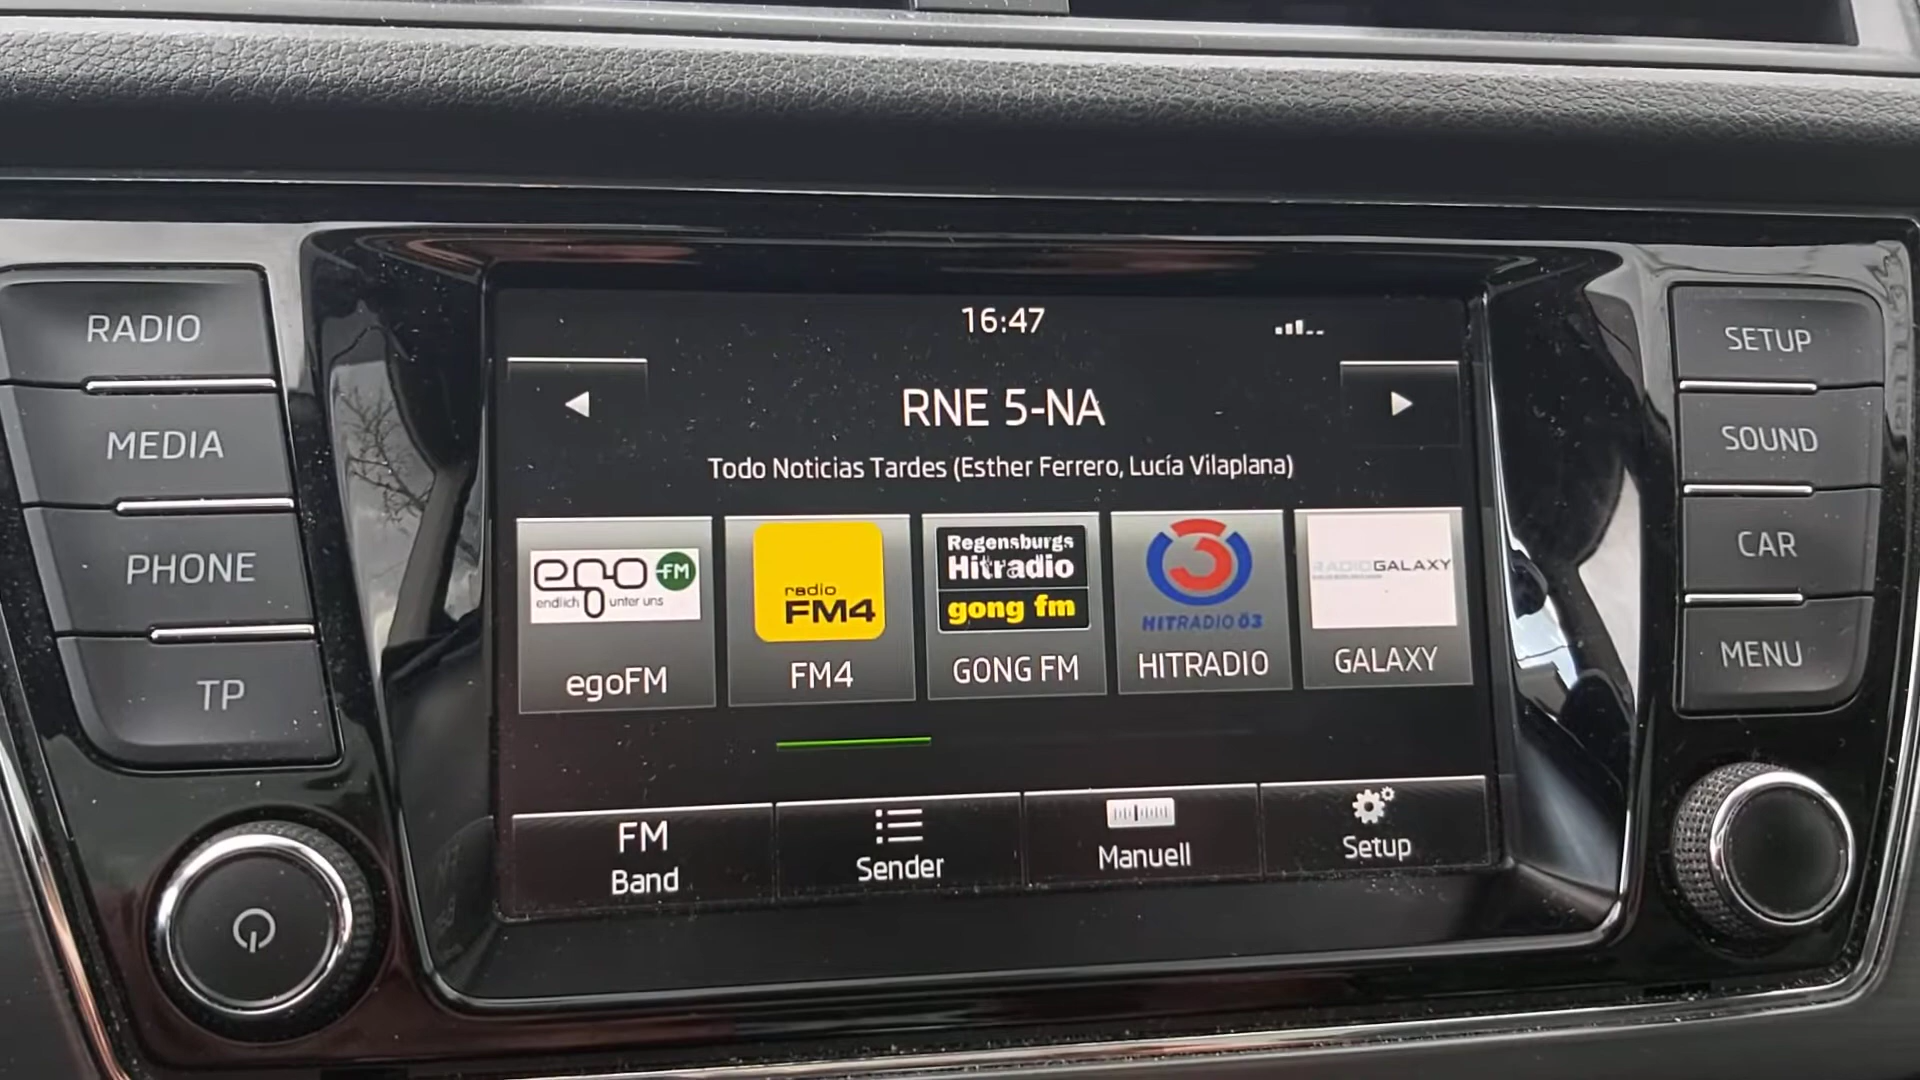 RADIO
MEDIA
PHONE
TP
16:47
RNE 5-NA
Todo Noticias Tardes (Esther Ferrero, Lucía Vilaplana)
ego FM
endlich unter uns
egoFM
radio
FM4
FM4
Regensburgs
Hitradio
gong fm
GONG FM
3
HITRADIO Ö3
HITRADIO
RADIOGALAXY
GALAXY
FM
Band
Sender
Manuell
Setup
SETUP
SOUND
CAR
MENU